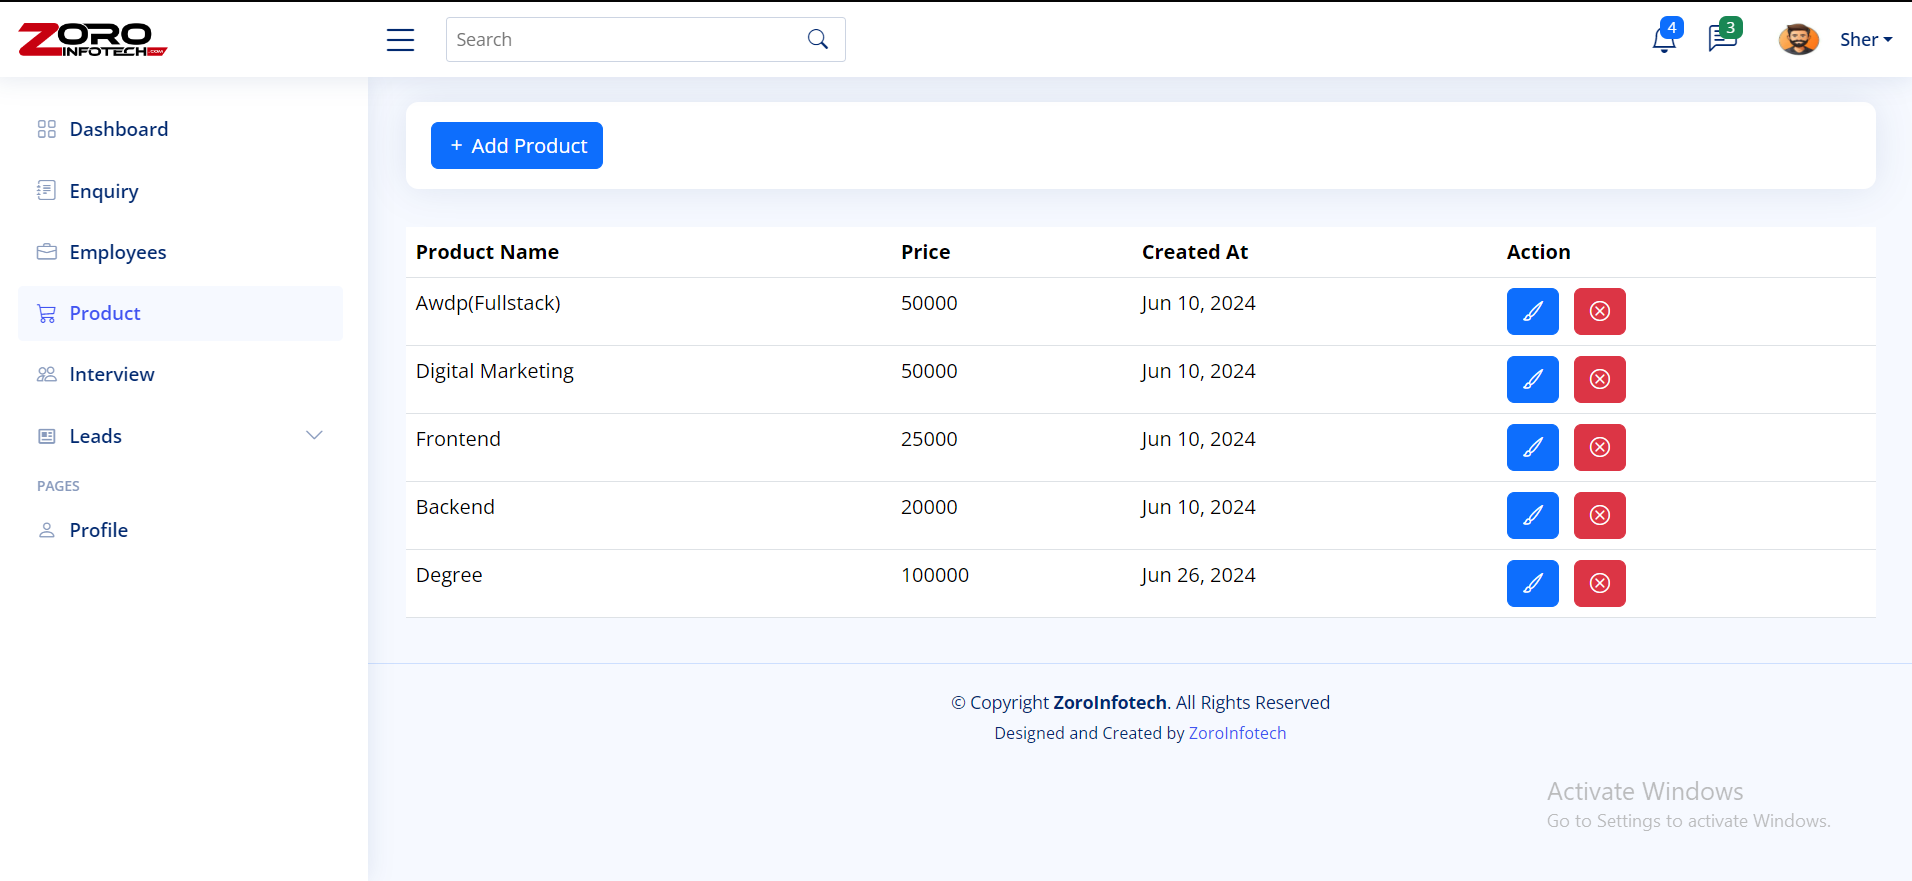 ZORO
INFOTECH.COM
Search
4
3
Sher
Dashboard
Enquiry
Employees
Product
Interview
Leads
PAGES
Profile
+ Add Product
Product Name Price Created At Action
Awdp(Fullstack) 50000 Jun 10, 2024
Digital Marketing 50000 Jun 10, 2024
Frontend 25000 Jun 10, 2024
Backend 20000 Jun 10, 2024
Degree 100000 Jun 26, 2024
© Copyright ZoroInfotech. All Rights Reserved
Designed and Created by ZoroInfotech
Activate Windows
Go to Settings to activate Windows.